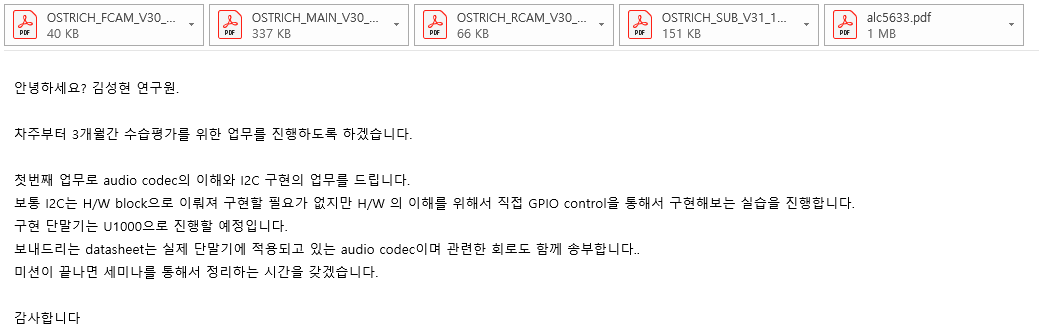 OSTRICH_FCAM_V30_...
40 KB
OSTRICH_MAIN_V30_...
337 KB
OSTRICH_RCAM_V30_...
66 KB
OSTRICH_SUB_V31_1...
151 KB
alc5633.pdf
1 MB
안녕하세요? 김성현 연구원.
차주부터 3개월간 수습평가를 위한 업무를 진행하도록 하겠습니다.
첫번째 업무로 audio codec의 이해와 I2C 구현의 업무를 드립니다.
보통 I2C는 H/W block으로 이뤄져 구현할 필요가 없지만 H/W 의 이해를 위해서 직접 GPIO control을 통해서 구현해보는 실습을 진행합니다.
구현 단말기는 U1000으로 진행할 예정입니다.
보내드리는 datasheet는 실제 단말기에 적용되고 있는 audio codec이며 관련한 회로도 함께 송부합니다..
미션이 끝나면 세미나를 통해서 정리하는 시간을 갖겠습니다.
감사합니다